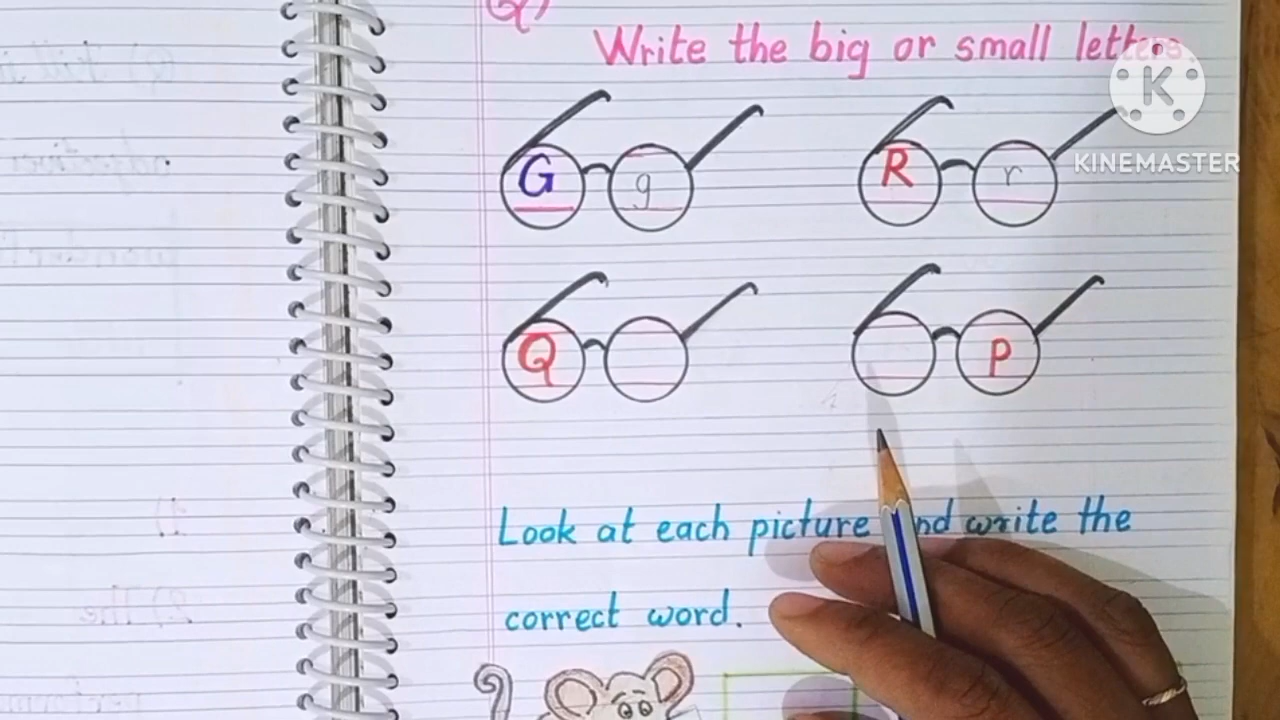 Q)
Write the big or small letters
K
KINEMASTER
G g R r
Q p
Look at each picture and write the
correct word.